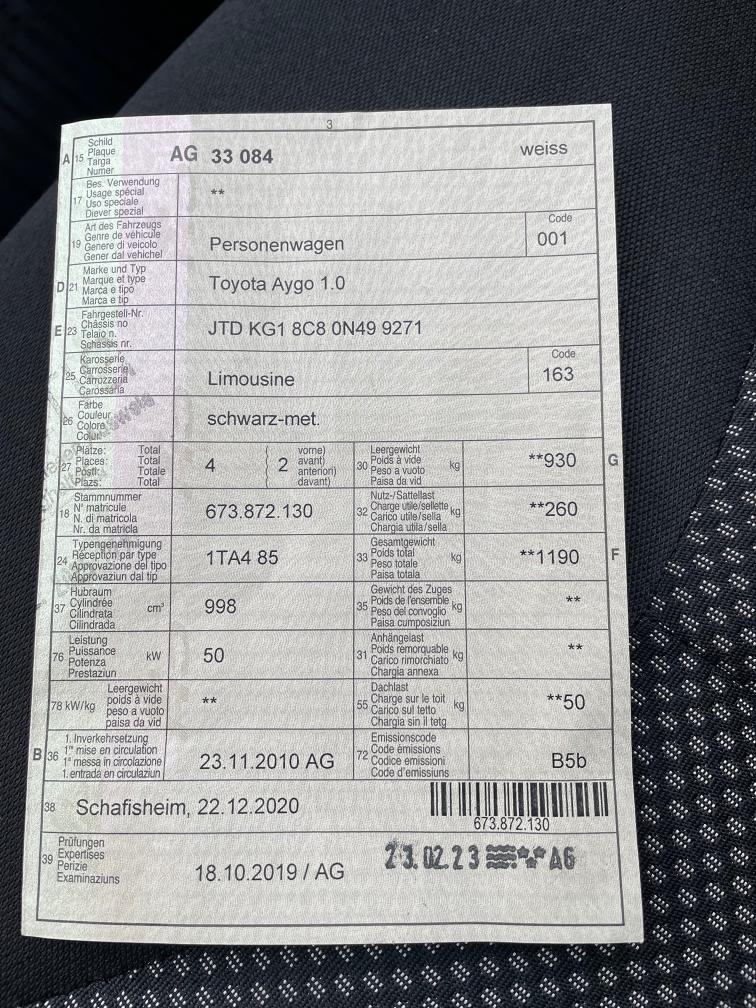 3
A 15 Schild
Plaque
Targa
Numer
AG 33 084 weiss
17 Bes. Verwendung
Usage spécial
Uso speciale
Diever spezial
**
19 Art des Fahrzeugs
Genre de véhicule
Genere di veicolo
Gener dal vehichel
Personenwagen
Code
001
D 21 Marke und Typ
Marque et type
Marca e tipo
Marca e tip
Toyota Aygo 1.0
E 23 Fahrgestell-Nr.
Châssis no
Telaio n.
Schassis nr.
JTD KG1 8C8 0N49 9271
25 Karosserie
Carrosserie
Carrozzeria
Carossaria
Limousine
Code
163
26 Farbe
Couleur
Colore
Colur
schwarz-met.
27 Plätze: Total
Places: Total
Posti: Totale
Plazs: Total
4
2
vorne)
avant)
anteriori)
davant)
30 Leergewicht
Poids à vide
Peso a vuoto
Paisa da vid
kg
**930
G
18 Stammnummer
N° matricule
N. di matricola
Nr. da matricla
673.872.130
32 Nutz-/Sattellast
Charge utile/sellette
Carico utile/sella
Chargia utila/sella
kg
**260
24 Typengenehmigung
Réception par type
Approvazione del tipo
Approvaziun dal tip
1TA4 85
33 Gesamtgewicht
Poids total
Peso totale
Paisa totala
kg
**1190
F
37 Hubraum
Cylindrée
Cilindrata
Cilindrada
cm³
998
35 Gewicht des Zuges
Poids de l'ensemble
Peso del convoglio
Paisa cumposiziun
kg
**
76 Leistung
Puissance
Potenza
Prestaziun
kW
50
31 Anhängelast
Poids remorquable
Carico rimorchiato
Chargia annexa
kg
**
78 kW/kg
Leergewicht
poids à vide
peso a vuoto
paisa da vid
**
55 Dachlast
Charge sur le toit
Carico sul tetto
Chargia sin il tetg
kg
**50
B 36 1. Inverkehrsetzung
1re mise en circulation
1a messa in circolazione
1. entrada en circulaziun
23.11.2010 AG
72 Emissionscode
Code émissions
Codice emissioni
Code d'emissiuns
B5b
38 Schafisheim, 22.12.2020
673.872.130
39 Prüfungen
Expertises
Perizie
Examinaziuns
18.10.2019 / AG
23.02.23 AG